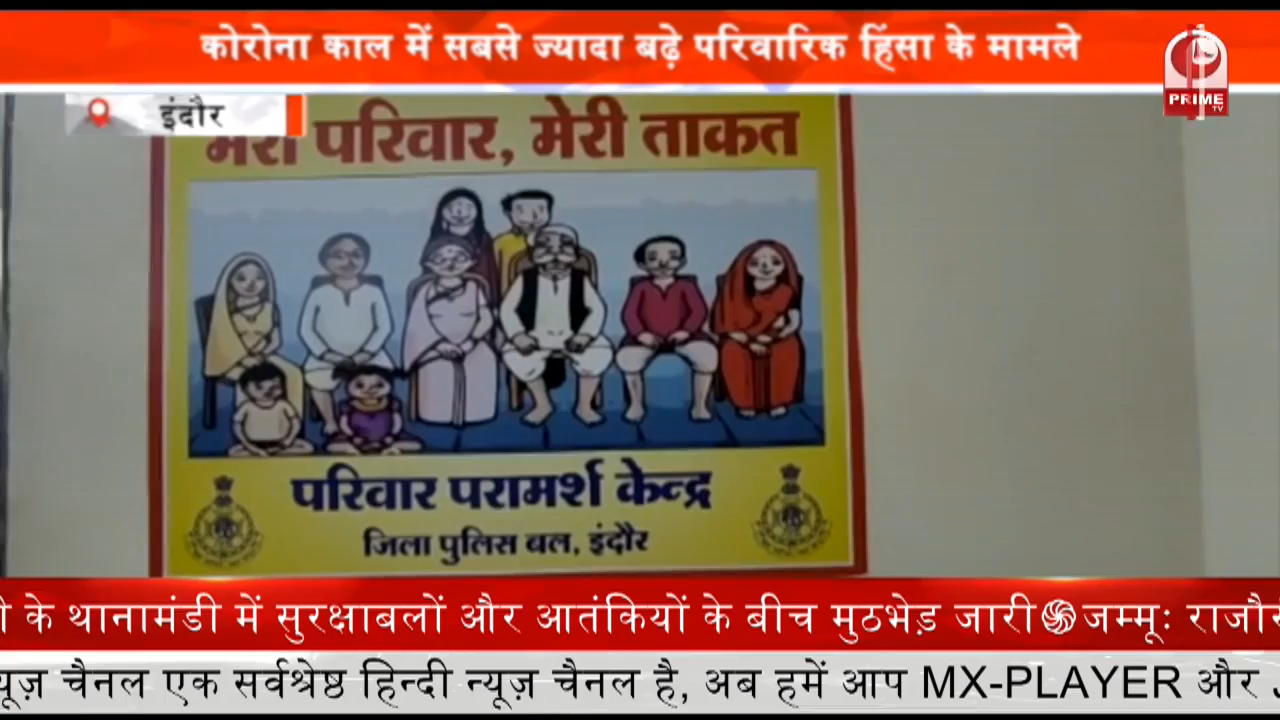 कोरोना काल में सबसे ज्यादा बढ़े परिवारिक हिंसा के मामले
PRIME
TV
इंदौर
मेरा परिवार, मेरी ताकत
परिवार परामर्श केन्द्र
जिला पुलिस बल, इंदौर
के थानामंडी में सुरक्षाबलों और आतंकियों के बीच मुठभेड़ जारी जम्मू: राजौ
न्यूज़ चैनल एक सर्वश्रेष्ठ हिन्दी न्यूज़ चैनल है, अब हमें आप MX-PLAYER और